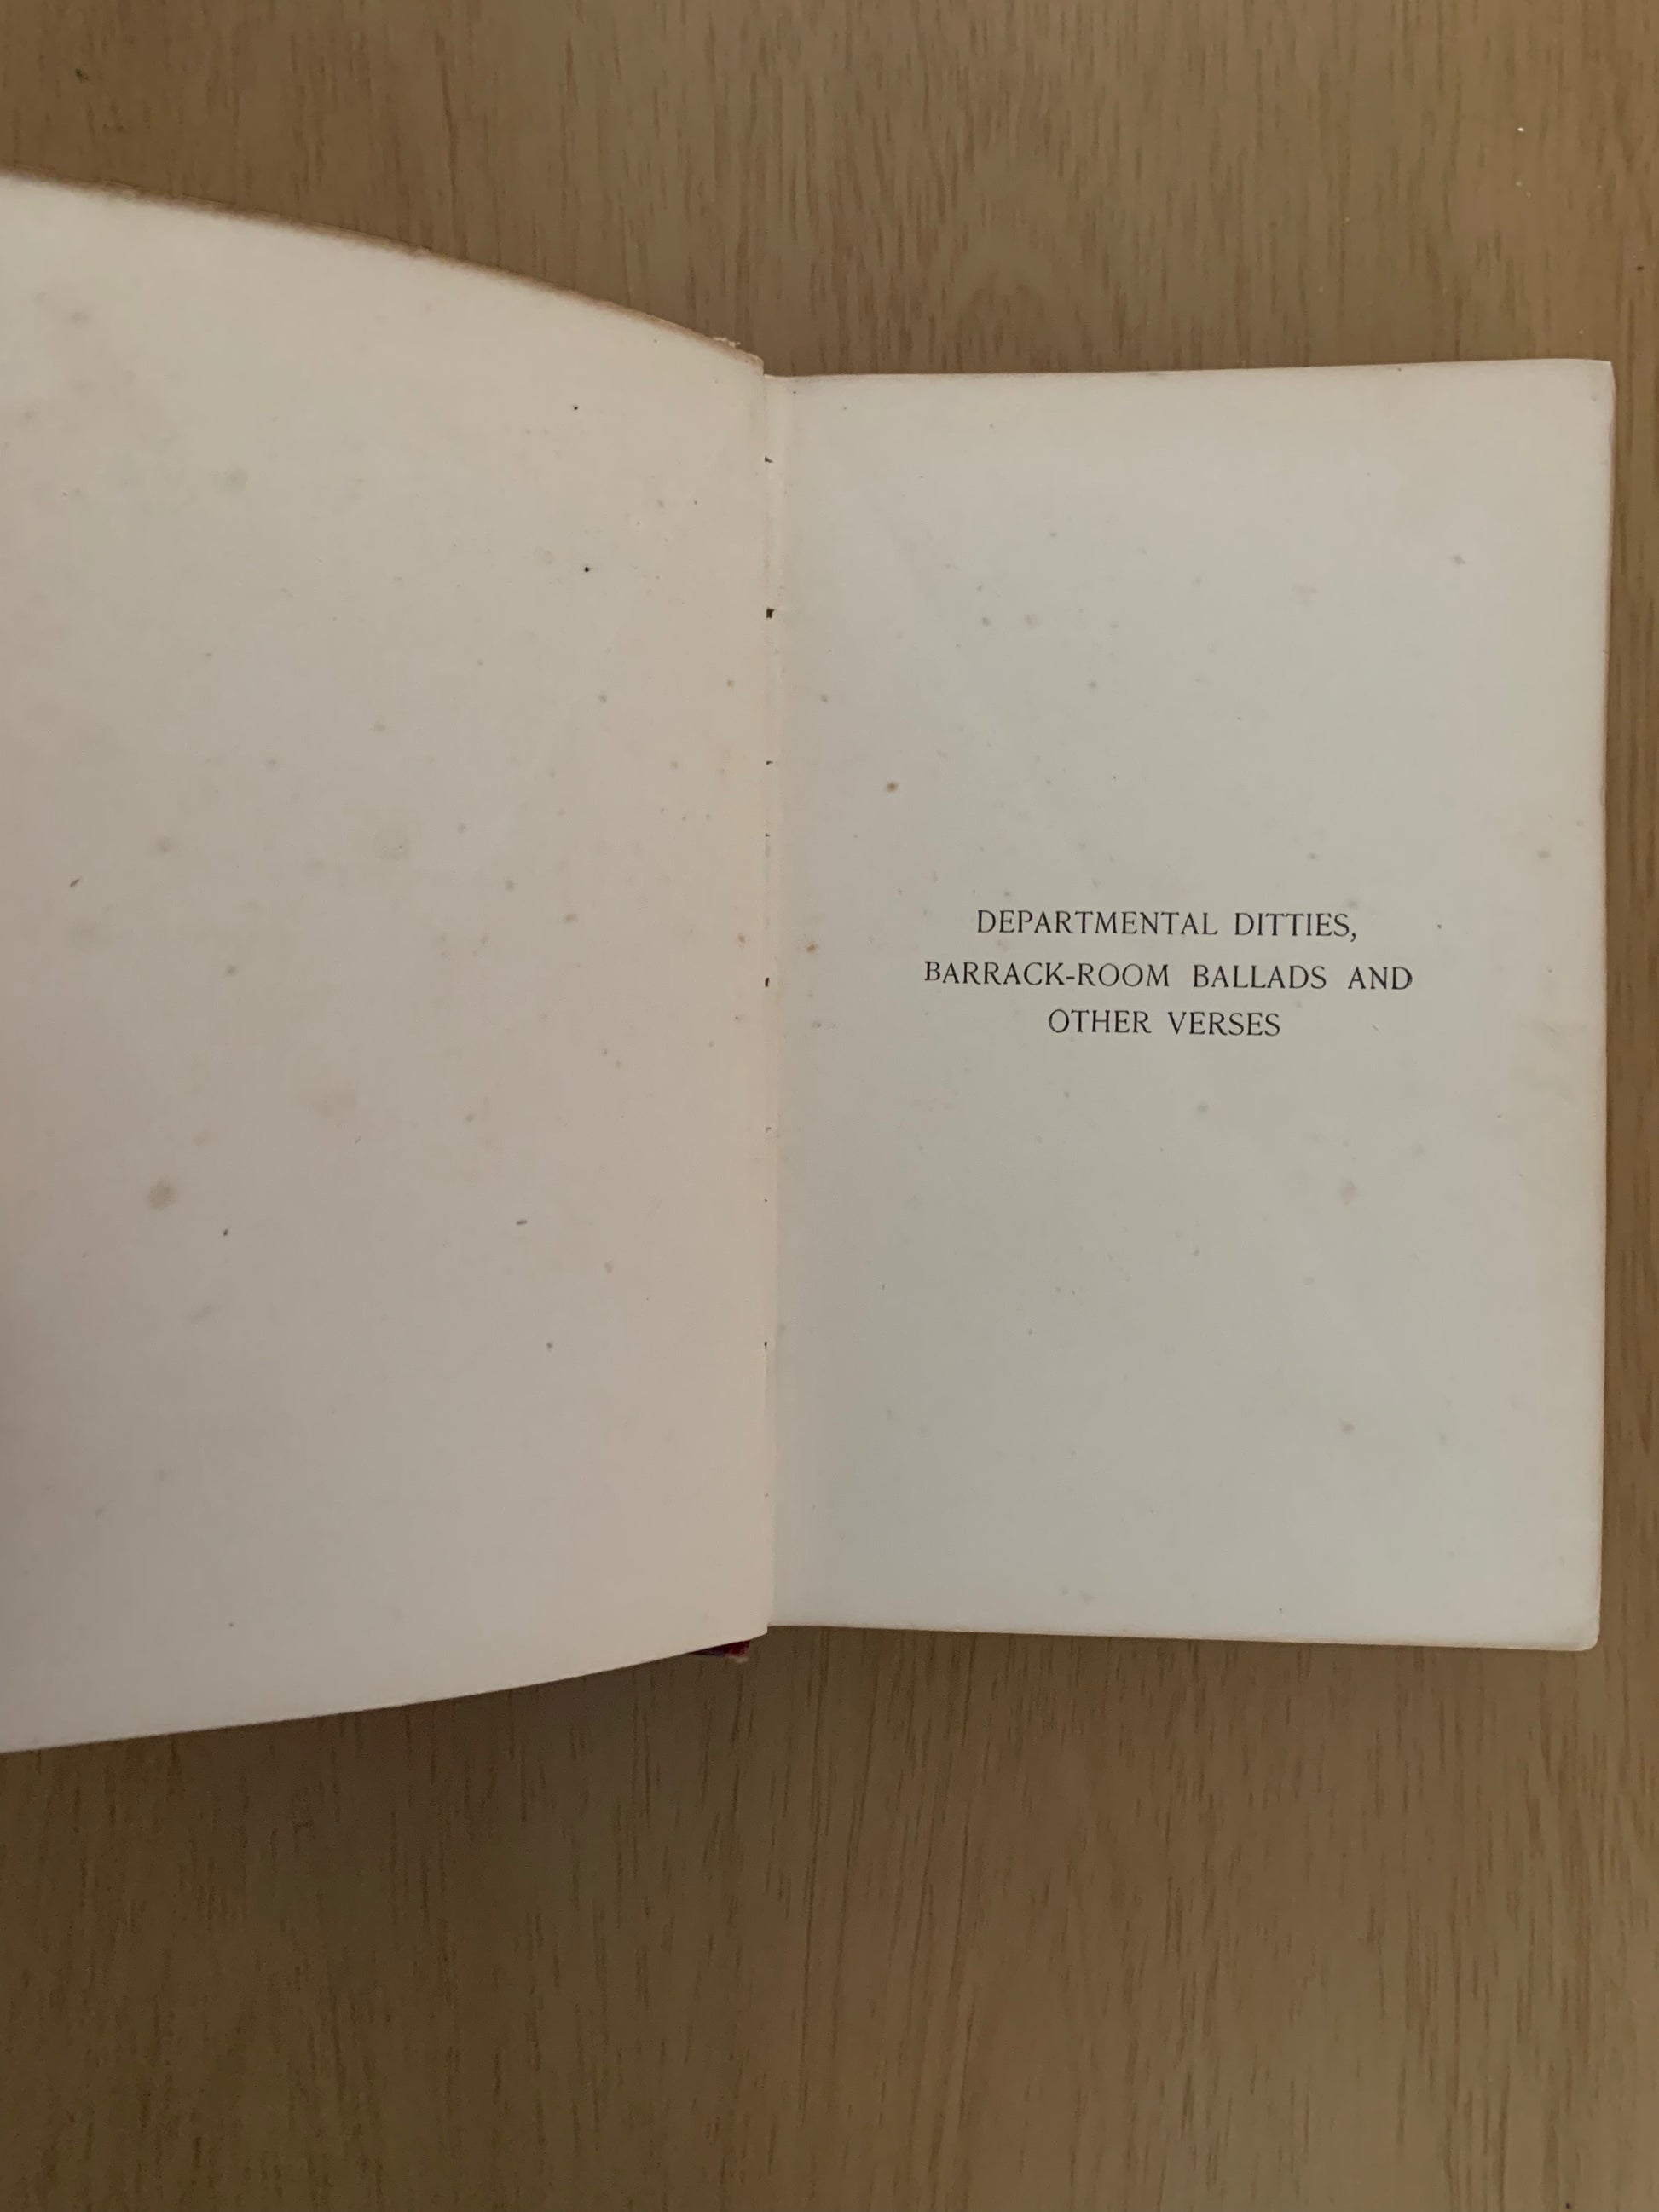 DEPARTMENTAL DITTIES,
BARRACK-ROOM BALLADS AND
OTHER VERSES